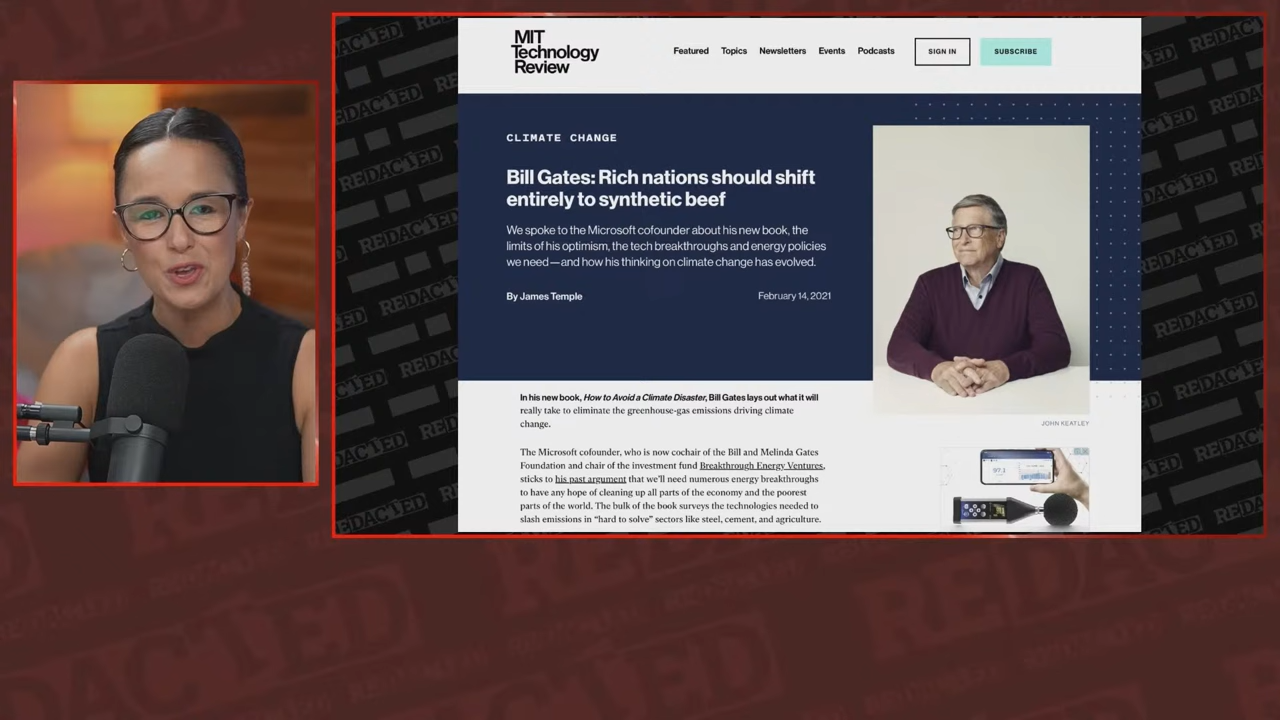 MIT
Technology
Review
Featured Topics Newsletters Events Podcasts SIGN IN SUBSCRIBE
CLIMATE CHANGE
Bill Gates: Rich nations should shift
entirely to synthetic beef
We spoke to the Microsoft cofounder about his new book, the
limits of his optimism, the tech breakthroughs and energy policies
we need—and how his thinking on climate change has evolved.
By James Temple February 14, 2021
JOHN KEATLEY
In his new book, How to Avoid a Climate Disaster, Bill Gates lays out what it will
really take to eliminate the greenhouse-gas emissions driving climate
change.
The Microsoft cofounder, who is now cochair of the Bill and Melinda Gates
Foundation and chair of the investment fund Breakthrough Energy Ventures,
sticks to his past argument that we’ll need numerous energy breakthroughs
to have any hope of cleaning up all parts of the economy and the poorest
parts of the world. The bulk of the book surveys the technologies needed to
slash emissions in “hard to solve” sectors like steel, cement, and agriculture.
REDACTED
REDACTED
REDACTED
REDACTED
REDACTED
REDACTED